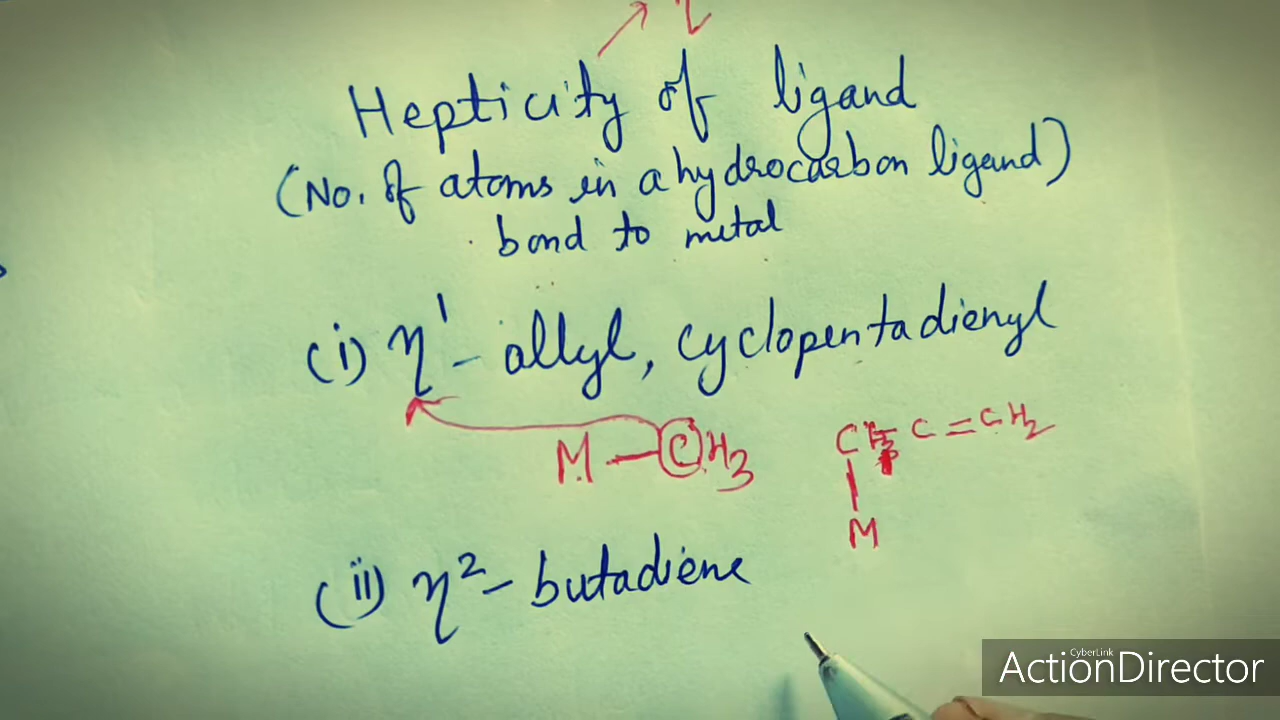 η
Hepticity of ligand
(No. of atoms in a hydrocarbon ligand)
bond to metal
(i) η¹ - allyl, cyclopentadienyl
M - CH₃
C = CH₂
M
(ii) η² - butadiene
CyberLink
ActionDirector